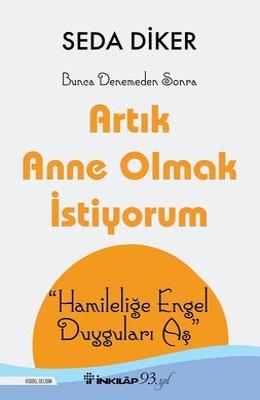 SEDA DİKER
Bunca Denemeden Sonra
Artık
Anne Olmak
İstiyorum
"Hamileliğe Engel
Duyguları Aş"
KİŞİSEL GELİŞİM
İNKILÂP 93.yıl